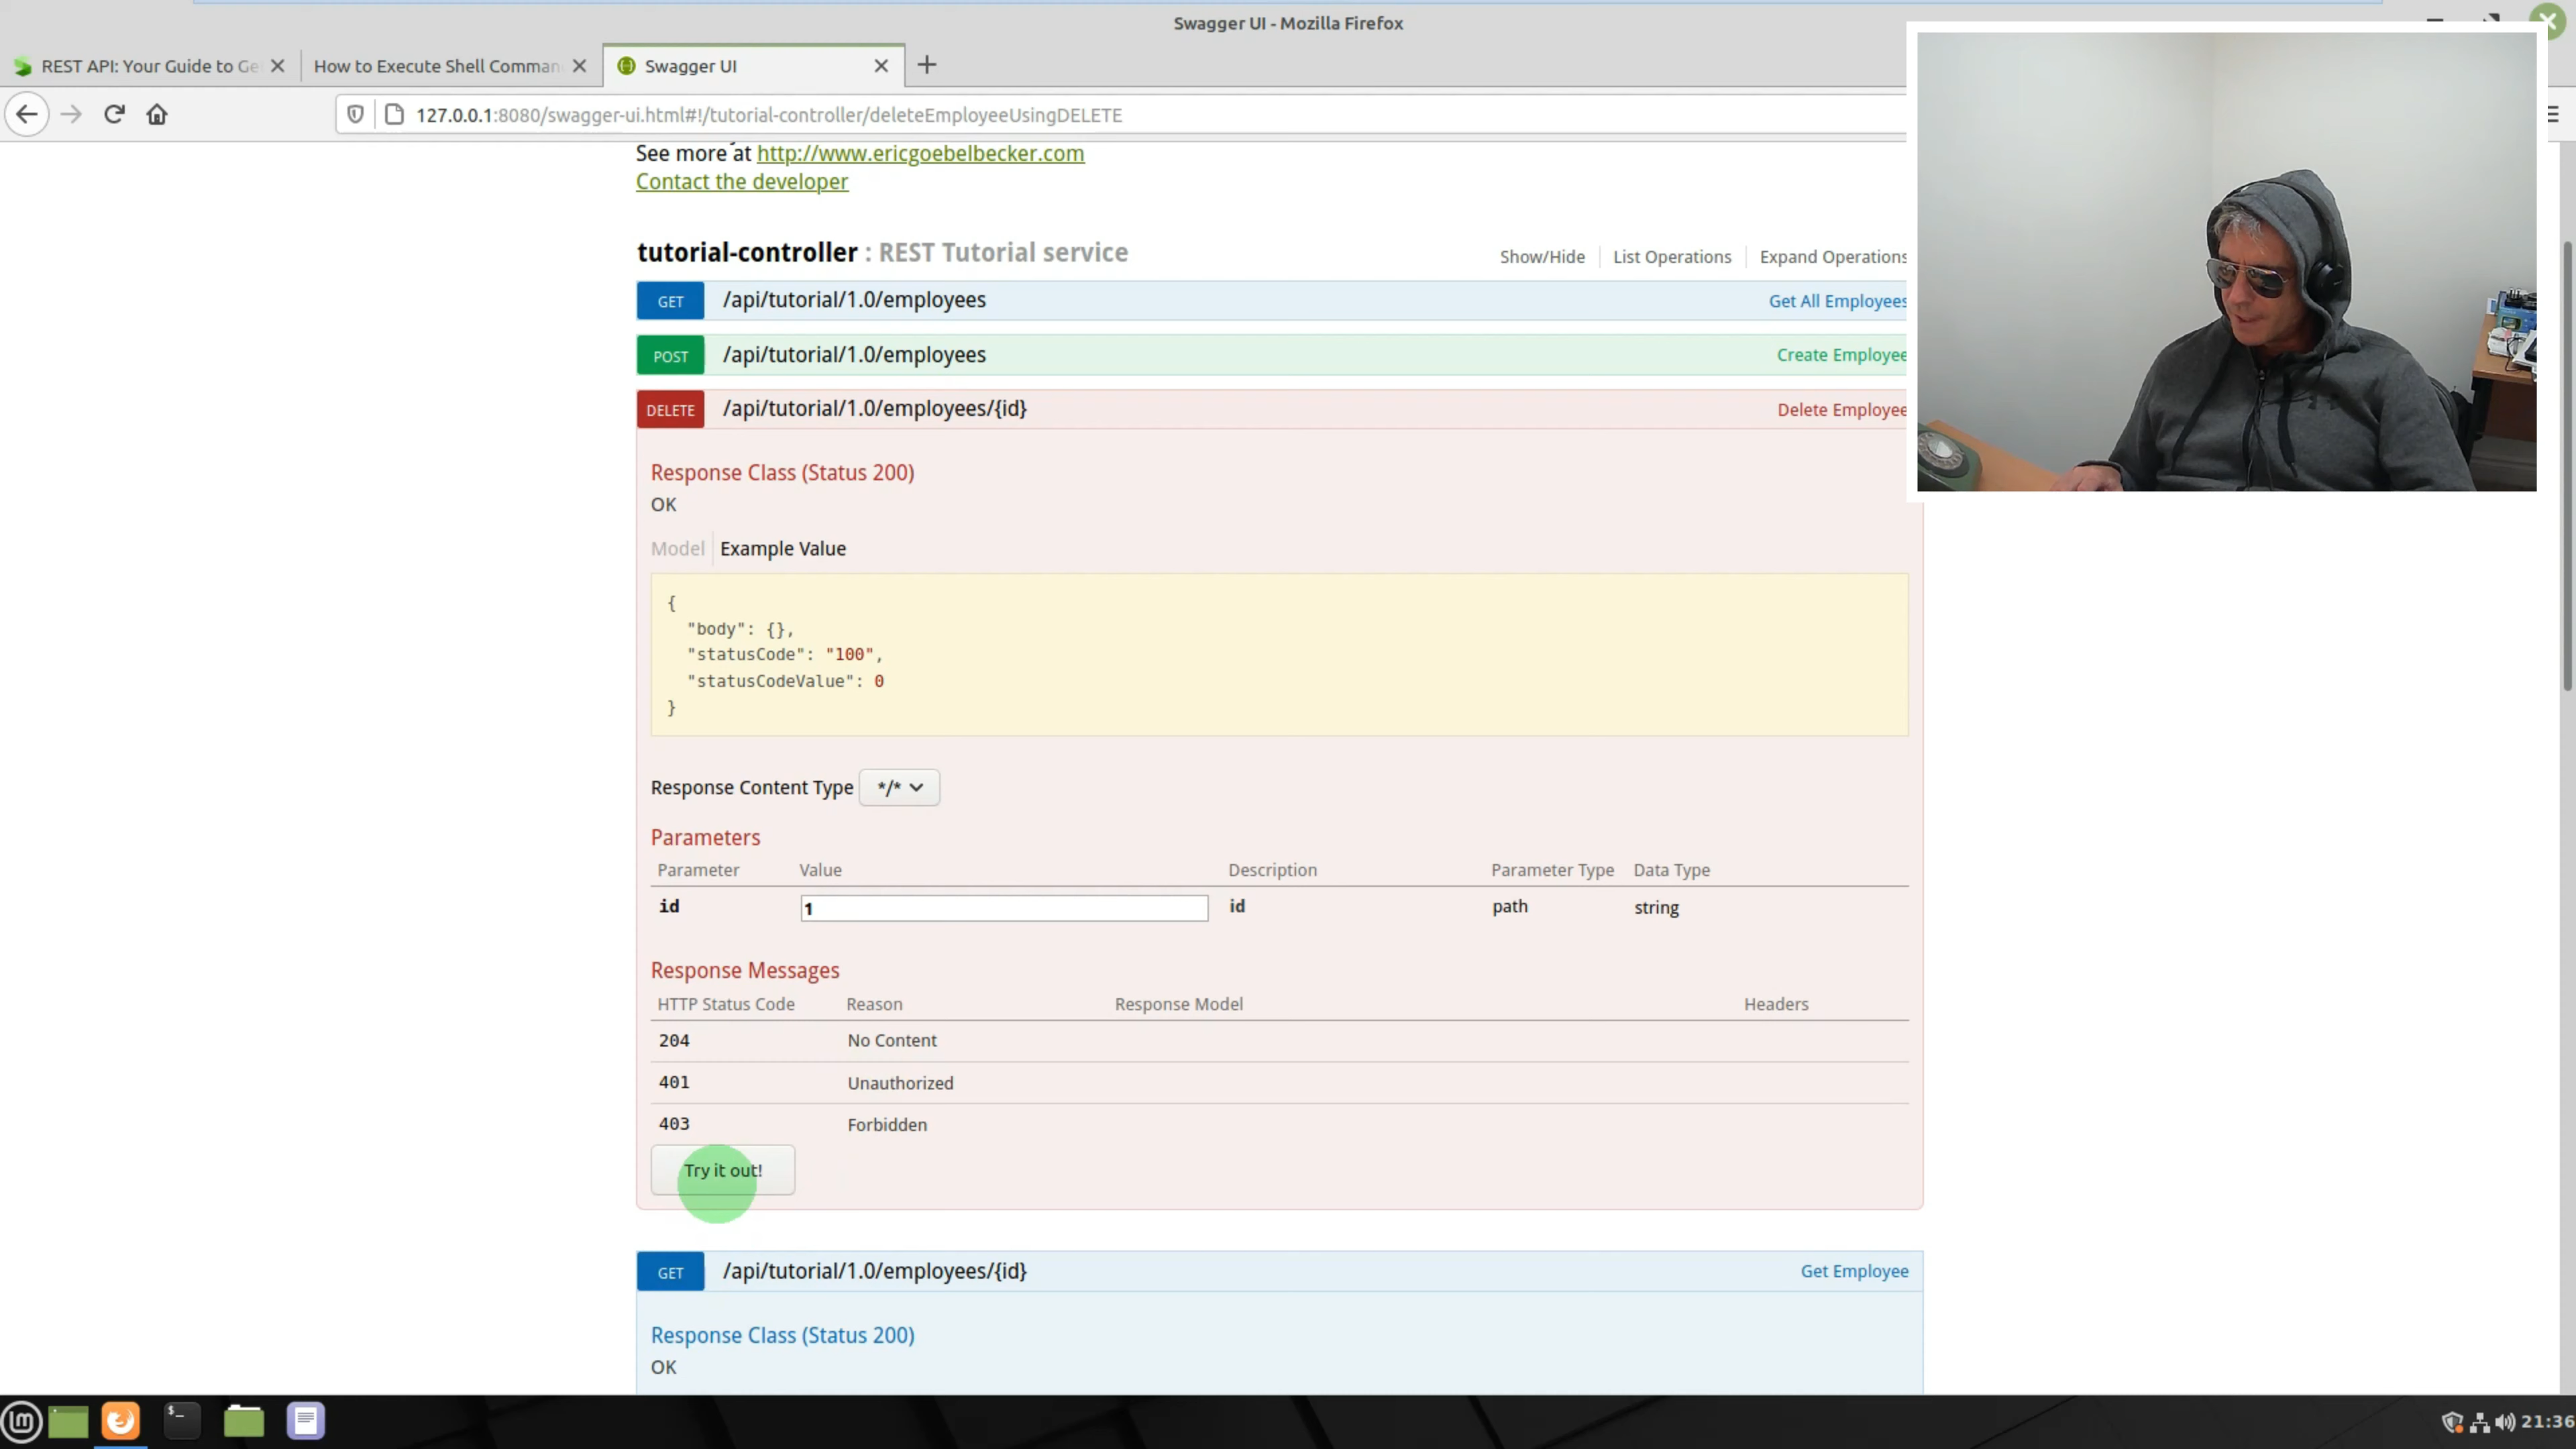 Swagger UI - Mozilla Firefox
REST API: Your Guide to Ge
How to Execute Shell Comman
Swagger UI
127.0.0.1:8080/swagger-ui.html#!/tutorial-controller/deleteEmployeeUsingDELETE
See more at http://www.ericgoebelbecker.com
Contact the developer
tutorial-controller : REST Tutorial service
Show/Hide
List Operations
Expand Operations
GET /api/tutorial/1.0/employees Get All Employees
POST /api/tutorial/1.0/employees Create Employee
DELETE /api/tutorial/1.0/employees/{id} Delete Employee
Response Class (Status 200)
OK
Model Example Value
{
"body": {},
"statusCode": "100",
"statusCodeValue": 0
}
Response Content Type */*
Parameters
Parameter Value Description Parameter Type Data Type
id 1 id path string
Response Messages
HTTP Status Code Reason Response Model Headers
204 No Content
401 Unauthorized
403 Forbidden
Try it out!
GET /api/tutorial/1.0/employees/{id} Get Employee
Response Class (Status 200)
OK
$_
21:36